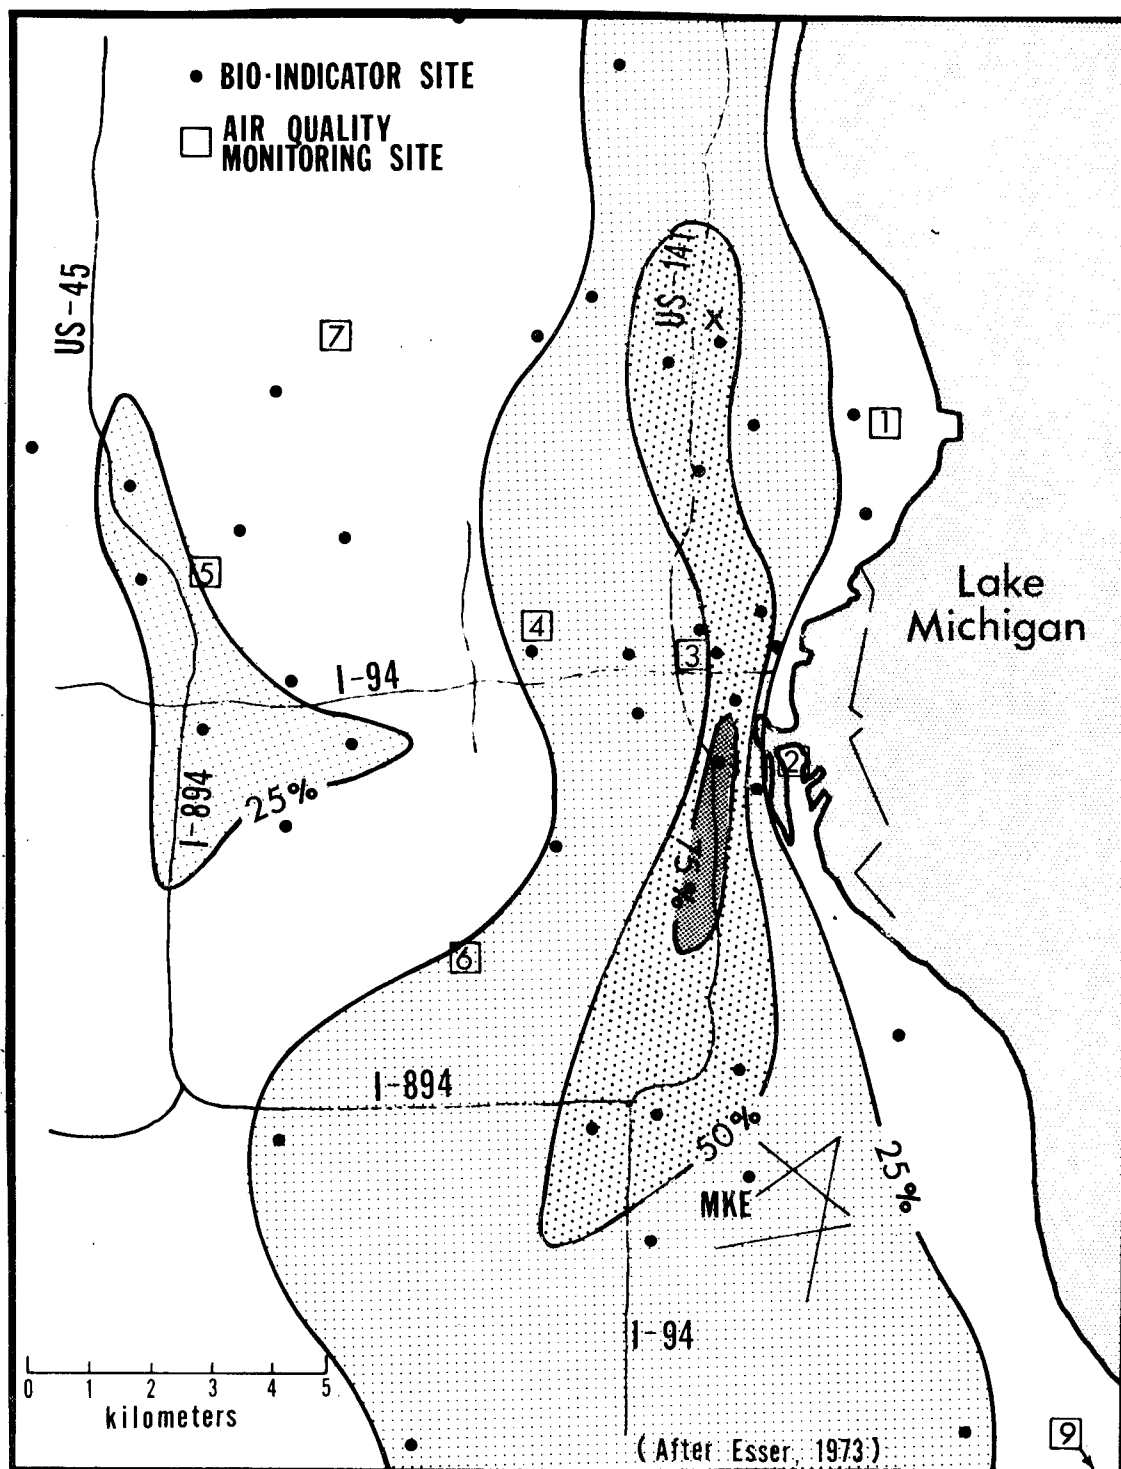 • BIO-INDICATOR SITE
□ AIR QUALITY
MONITORING SITE
US-45
US-141
7
X
1
5
4
Lake
Michigan
3
I-94
2
I-894
25%
75%
6
I-894
50%
25%
MKE
I-94
0 1 2 3 4 5
kilometers
(After Esser, 1973)
9